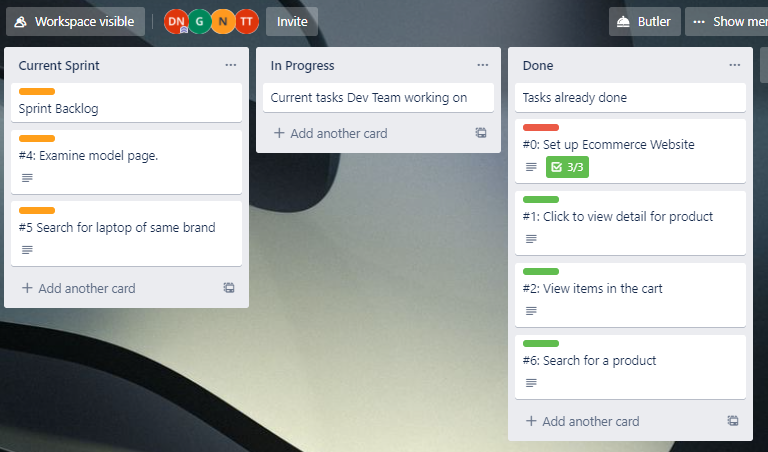 Workspace visible
DN
G
N
TT
Invite
Butler
Show mer
Current Sprint
Sprint Backlog
#4: Examine model page.
#5 Search for laptop of same brand
Add another card
In Progress
Current tasks Dev Team working on
Add another card
Done
Tasks already done
#0: Set up Ecommerce Website
3/3
#1: Click to view detail for product
#2: View items in the cart
#6: Search for a product
Add another card